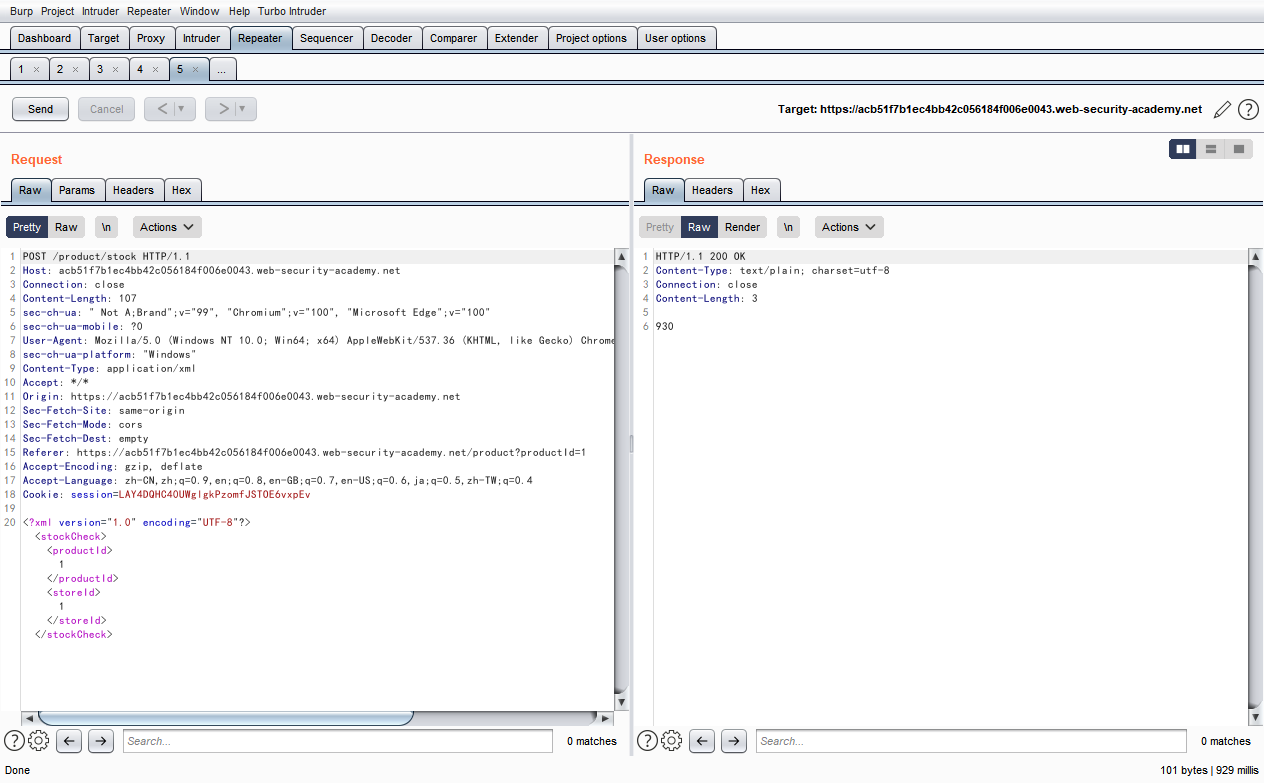 Burp Project Intruder Repeater Window Help Turbo Intruder
Dashboard Target Proxy Intruder Repeater Sequencer Decoder Comparer Extender Project options User options
1 × 2 × 3 × 4 × 5 × ...
Send Cancel < ▼ > ▼ Target: https://acb51f7b1ec4bb42c056184f006e0043.web-security-academy.net ?
Request
Raw Params Headers Hex
Pretty Raw \n Actions
1 POST /product/stock HTTP/1.1
2 Host: acb51f7b1ec4bb42c056184f006e0043.web-security-academy.net
3 Connection: close
4 Content-Length: 107
5 sec-ch-ua: " Not A;Brand";v="99", "Chromium";v="100", "Microsoft Edge";v="100"
6 sec-ch-ua-mobile: ?0
7 User-Agent: Mozilla/5.0 (Windows NT 10.0; Win64; x64) AppleWebKit/537.36 (KHTML, like Gecko) Chrome
8 sec-ch-ua-platform: "Windows"
9 Content-Type: application/xml
10 Accept: */*
11 Origin: https://acb51f7b1ec4bb42c056184f006e0043.web-security-academy.net
12 Sec-Fetch-Site: same-origin
13 Sec-Fetch-Mode: cors
14 Sec-Fetch-Dest: empty
15 Referer: https://acb51f7b1ec4bb42c056184f006e0043.web-security-academy.net/product?productId=1
16 Accept-Encoding: gzip, deflate
17 Accept-Language: zh-CN,zh;q=0.9,en;q=0.8,en-GB;q=0.7,en-US;q=0.6,ja;q=0.5,zh-TW;q=0.4
18 Cookie: session=LAY4DQHC4OUWglgkPzomfJSTOE6vxpEv
19
20 <?xml version="1.0" encoding="UTF-8"?>
<stockCheck>
<productId>
1
</productId>
<storeId>
1
</storeId>
</stockCheck>
? Search... 0 matches
Response
Raw Headers Hex
Pretty Raw Render \n Actions
1 HTTP/1.1 200 OK
2 Content-Type: text/plain; charset=utf-8
3 Connection: close
4 Content-Length: 3
5
6 930
? Search... 0 matches
Done 101 bytes | 929 millis